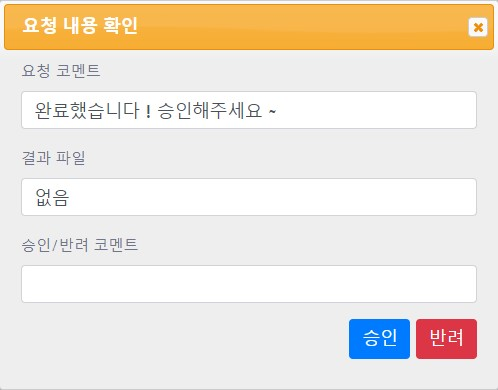 요청 내용 확인
요청 코멘트
완료했습니다 ! 승인해주세요 ~
결과 파일
없음
승인/반려 코멘트
승인 반려